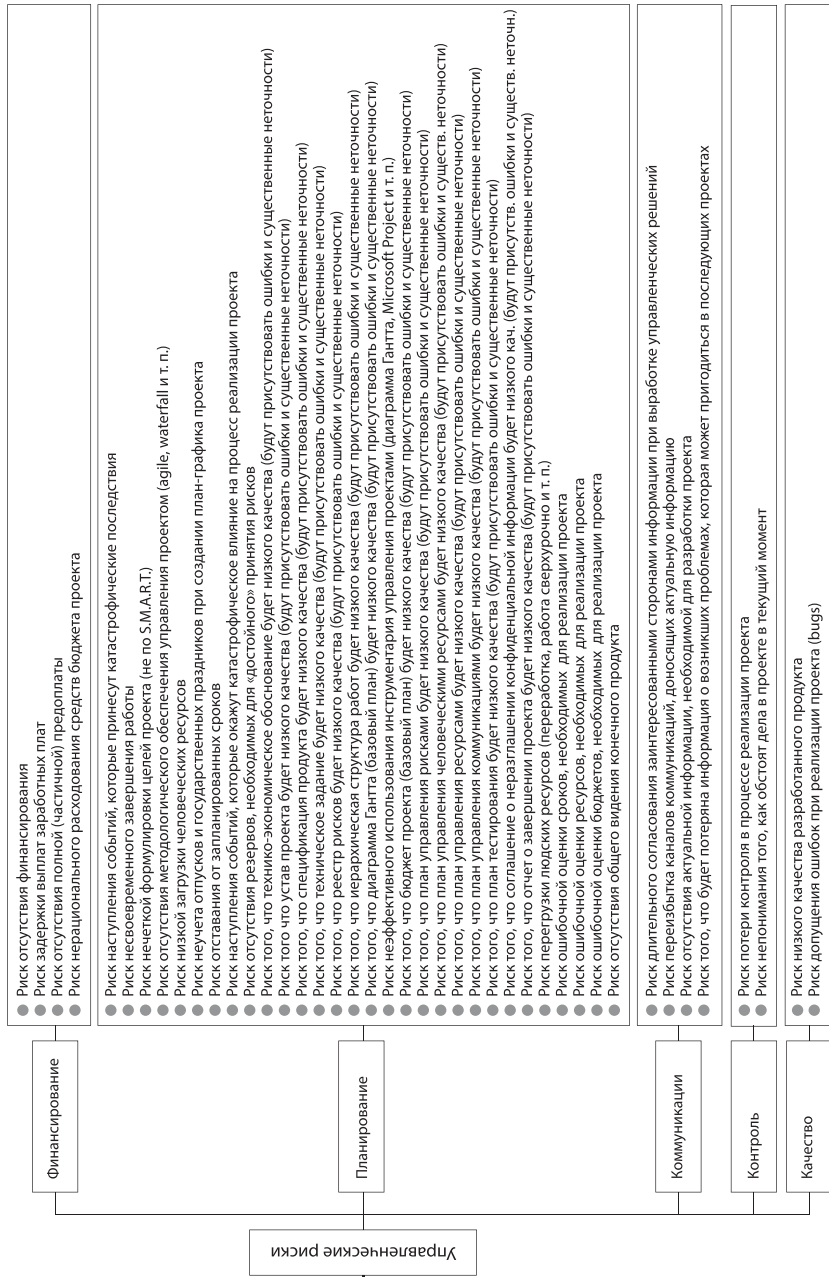 Управленческие риски
Финансирование
Риск отсутствия финансирования
Риск задержки выплат заработных плат
Риск отсутствия полной (частичной) предоплаты
Риск нерационального расходования средств бюджета проекта
Планирование
Риск наступления событий, которые принесут катастрофические последствия
Риск несвоевременного завершения работы
Риск нечеткой формулировки целей проекта (не по S.M.A.R.T.)
Риск отсутствия методологического обеспечения управления проектом (agile, waterfall и т. п.)
Риск низкой загрузки человеческих ресурсов
Риск неучета отпусков и государственных праздников при создании план-графика проекта
Риск отставания от запланированных сроков
Риск наступления событий, которые окажут катастрофическое влияние на процесс реализации проекта
Риск отсутствия резервов, необходимых для «достойного» принятия рисков
Риск того, что технико-экономическое обоснование будет низкого качества (будут присутствовать ошибки и существенные неточности)
Риск того что устав проекта будет низкого качества (будут присутствовать ошибки и существенные неточности)
Риск того, что спецификация продукта будет низкого качества (будут присутствовать ошибки и существенные неточности)
Риск того, что техническое задание будет низкого качества (будут присутствовать ошибки и существенные неточности)
Риск того, что реестр рисков будет низкого качества (будут присутствовать ошибки и существенные неточности)
Риск того, что иерархическая структура работ будет низкого качества (будут присутствовать ошибки и существенные неточности)
Риск того, что диаграмма Гантта (базовый план) будет низкого качества (будут присутствовать ошибки и существенные неточности)
Риск неэффективного использования инструментария управления проектами (диаграмма Гантта, Microsoft Project и т. п.)
Риск того, что бюджет проекта (базовый план) будет низкого качества (будут присутствовать ошибки и существенные неточности)
Риск того, что план управления рисками будет низкого качества (будут присутствовать ошибки и существенные неточности)
Риск того, что план управления человеческими ресурсами будет низкого качества (будут присутствовать ошибки и существ. неточности)
Риск того, что план управления ресурсами будет низкого качества (будут присутствовать ошибки и существенные неточности)
Риск того, что план управления коммуникациями будет низкого качества (будут присутствовать ошибки и существенные неточности)
Риск того, что план тестирования будет низкого качества (будут присутствовать ошибки и существенные неточности)
Риск того, что соглашение о неразглашении конфиденциальной информации будет низкого кач. (будут присутств. ошибки и существ. неточн.)
Риск того, что отчет о завершении проекта будет низкого качества (будут присутствовать ошибки и существенные неточности)
Риск перегрузки людских ресурсов (переработка, работа сверхурочно и т. п.)
Риск ошибочной оценки сроков, необходимых для реализации проекта
Риск ошибочной оценки ресурсов, необходимых для реализации проекта
Риск ошибочной оценки бюджетов, необходимых для реализации проекта
Риск отсутствия общего видения конечного продукта
Коммуникации
Риск длительного согласования заинтересованными сторонами информации при выработке управленческих решений
Риск переизбытка каналов коммуникаций, доносящих актуальную информацию
Риск отсутствия актуальной информации, необходимой для разработки проекта
Риск того, что будет потеряна информация о возникших проблемах, которая может пригодиться в последующих проектах
Контроль
Риск потери контроля в процессе реализации проекта
Риск непонимания того, как обстоят дела в проекте в текущий момент
Качество
Риск низкого качества разработанного продукта
Риск допущения ошибок при реализации проекта (bugs)